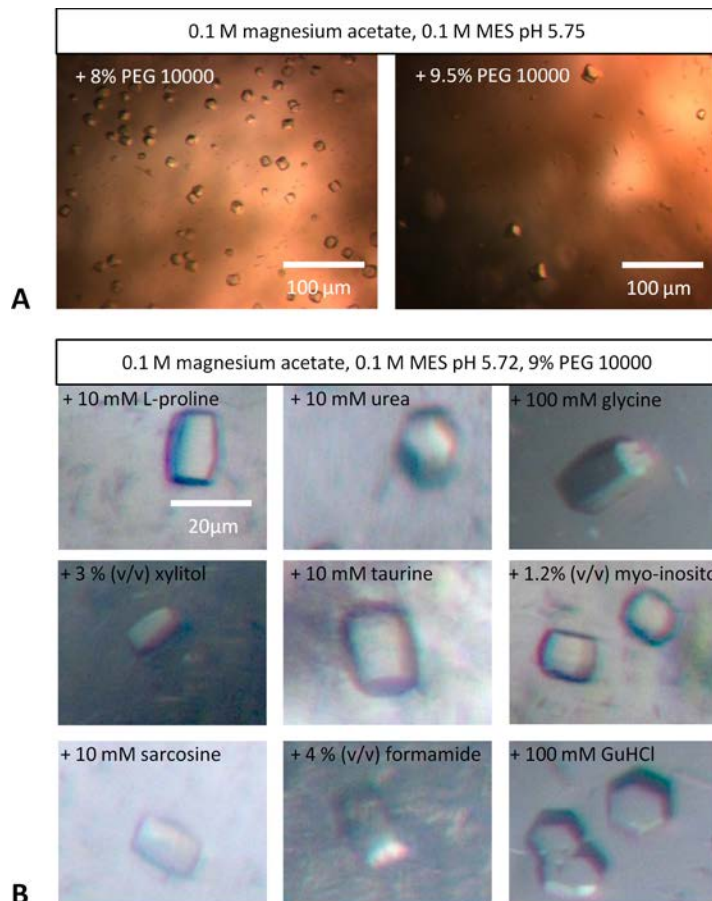 0.1 M magnesium acetate, 0.1 M MES pH 5.75
+ 8% PEG 10000
+ 9.5% PEG 10000
100 µm
100 µm
A
0.1 M magnesium acetate, 0.1 M MES pH 5.72, 9% PEG 10000
+ 10 mM L-proline
+ 10 mM urea
+ 100 mM glycine
20µm
+ 3 % (v/v) xylitol
+ 10 mM taurine
+ 1.2% (v/v) myo-inosito
+ 10 mM sarcosine
+ 4 % (v/v) formamide
+ 100 mM GuHCl
B